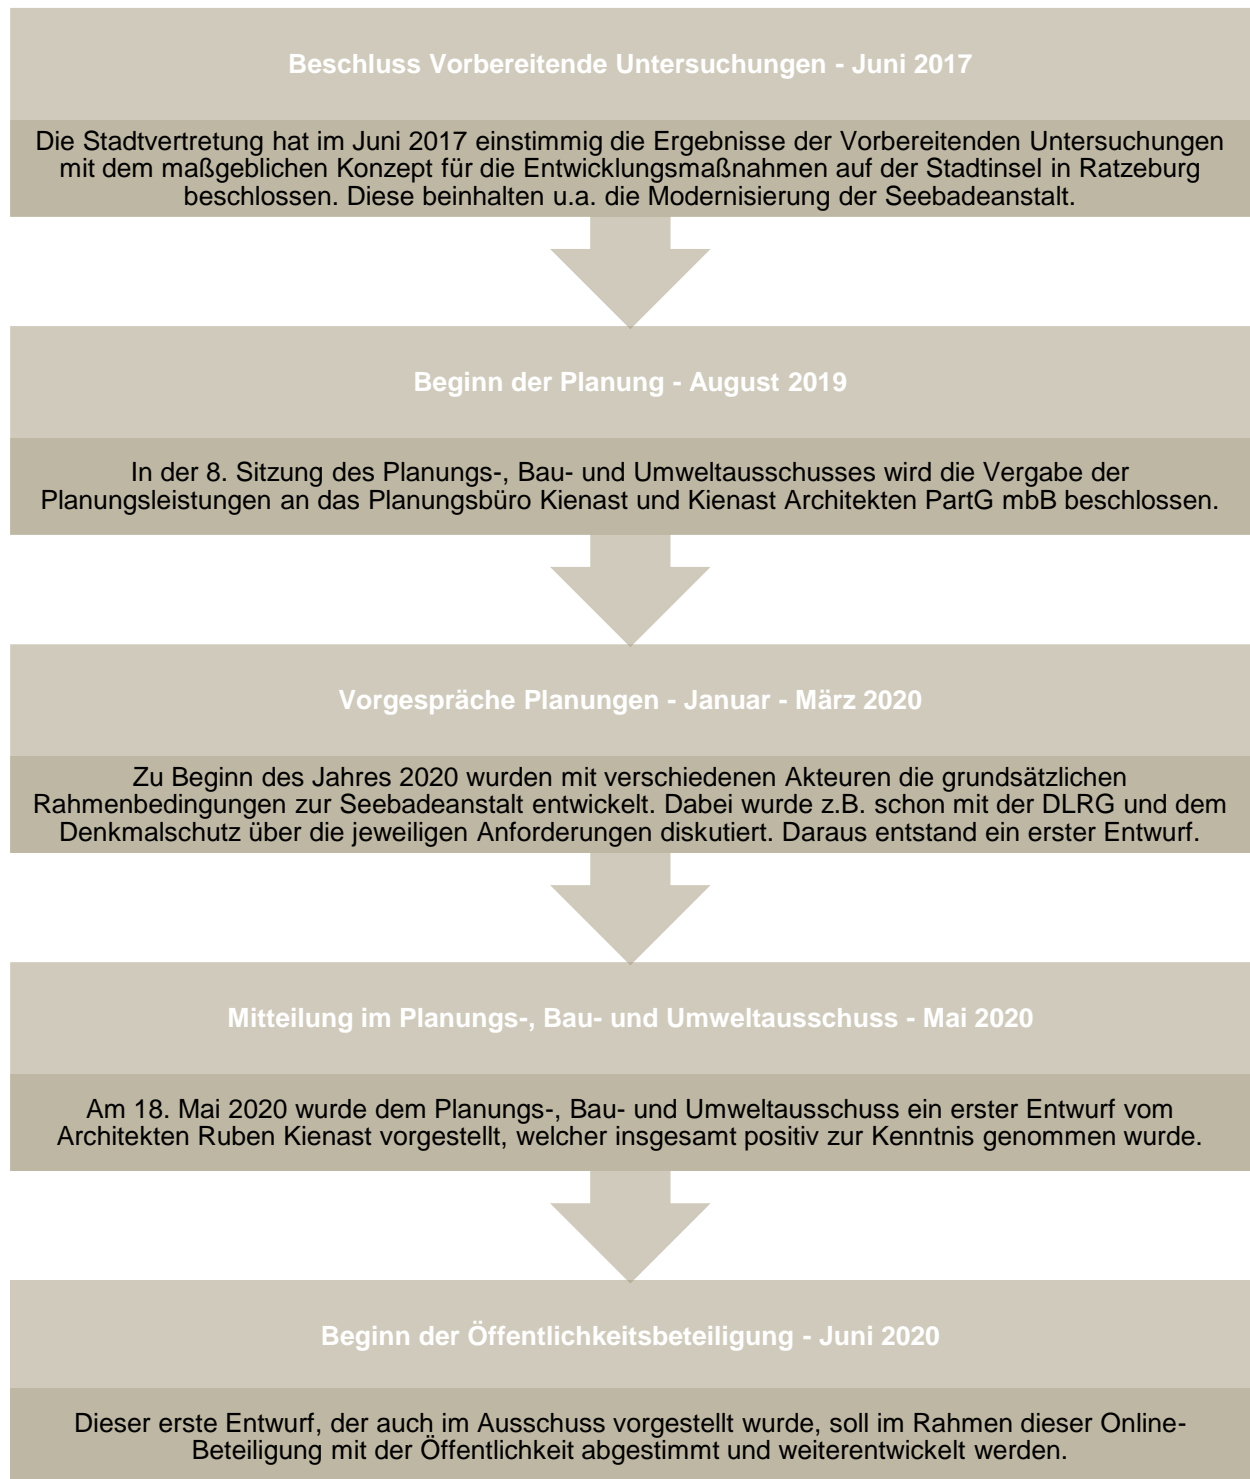 Beschluss Vorbereitende Untersuchungen - Juni 2017
Die Stadtvertretung hat im Juni 2017 einstimmig die Ergebnisse der Vorbereitenden Untersuchungen
mit dem maßgeblichen Konzept für die Entwicklungsmaßnahmen auf der Stadtinsel in Ratzeburg
beschlossen. Diese beinhalten u.a. die Modernisierung der Seebadeanstalt.
Beginn der Planung - August 2019
In der 8. Sitzung des Planungs-, Bau- und Umweltausschusses wird die Vergabe der
Planungsleistungen an das Planungsbüro Kienast und Kienast Architekten PartG mbB beschlossen.
Vorgespräche Planungen - Januar - März 2020
Zu Beginn des Jahres 2020 wurden mit verschiedenen Akteuren die grundsätzlichen
Rahmenbedingungen zur Seebadeanstalt entwickelt. Dabei wurde z.B. schon mit der DLRG und dem
Denkmalschutz über die jeweiligen Anforderungen diskutiert. Daraus entstand ein erster Entwurf.
Mitteilung im Planungs-, Bau- und Umweltausschuss - Mai 2020
Am 18. Mai 2020 wurde dem Planungs-, Bau- und Umweltausschuss ein erster Entwurf vom
Architekten Ruben Kienast vorgestellt, welcher insgesamt positiv zur Kenntnis genommen wurde.
Beginn der Öffentlichkeitsbeteiligung - Juni 2020
Dieser erste Entwurf, der auch im Ausschuss vorgestellt wurde, soll im Rahmen dieser Online-
Beteiligung mit der Öffentlichkeit abgestimmt und weiterentwickelt werden.